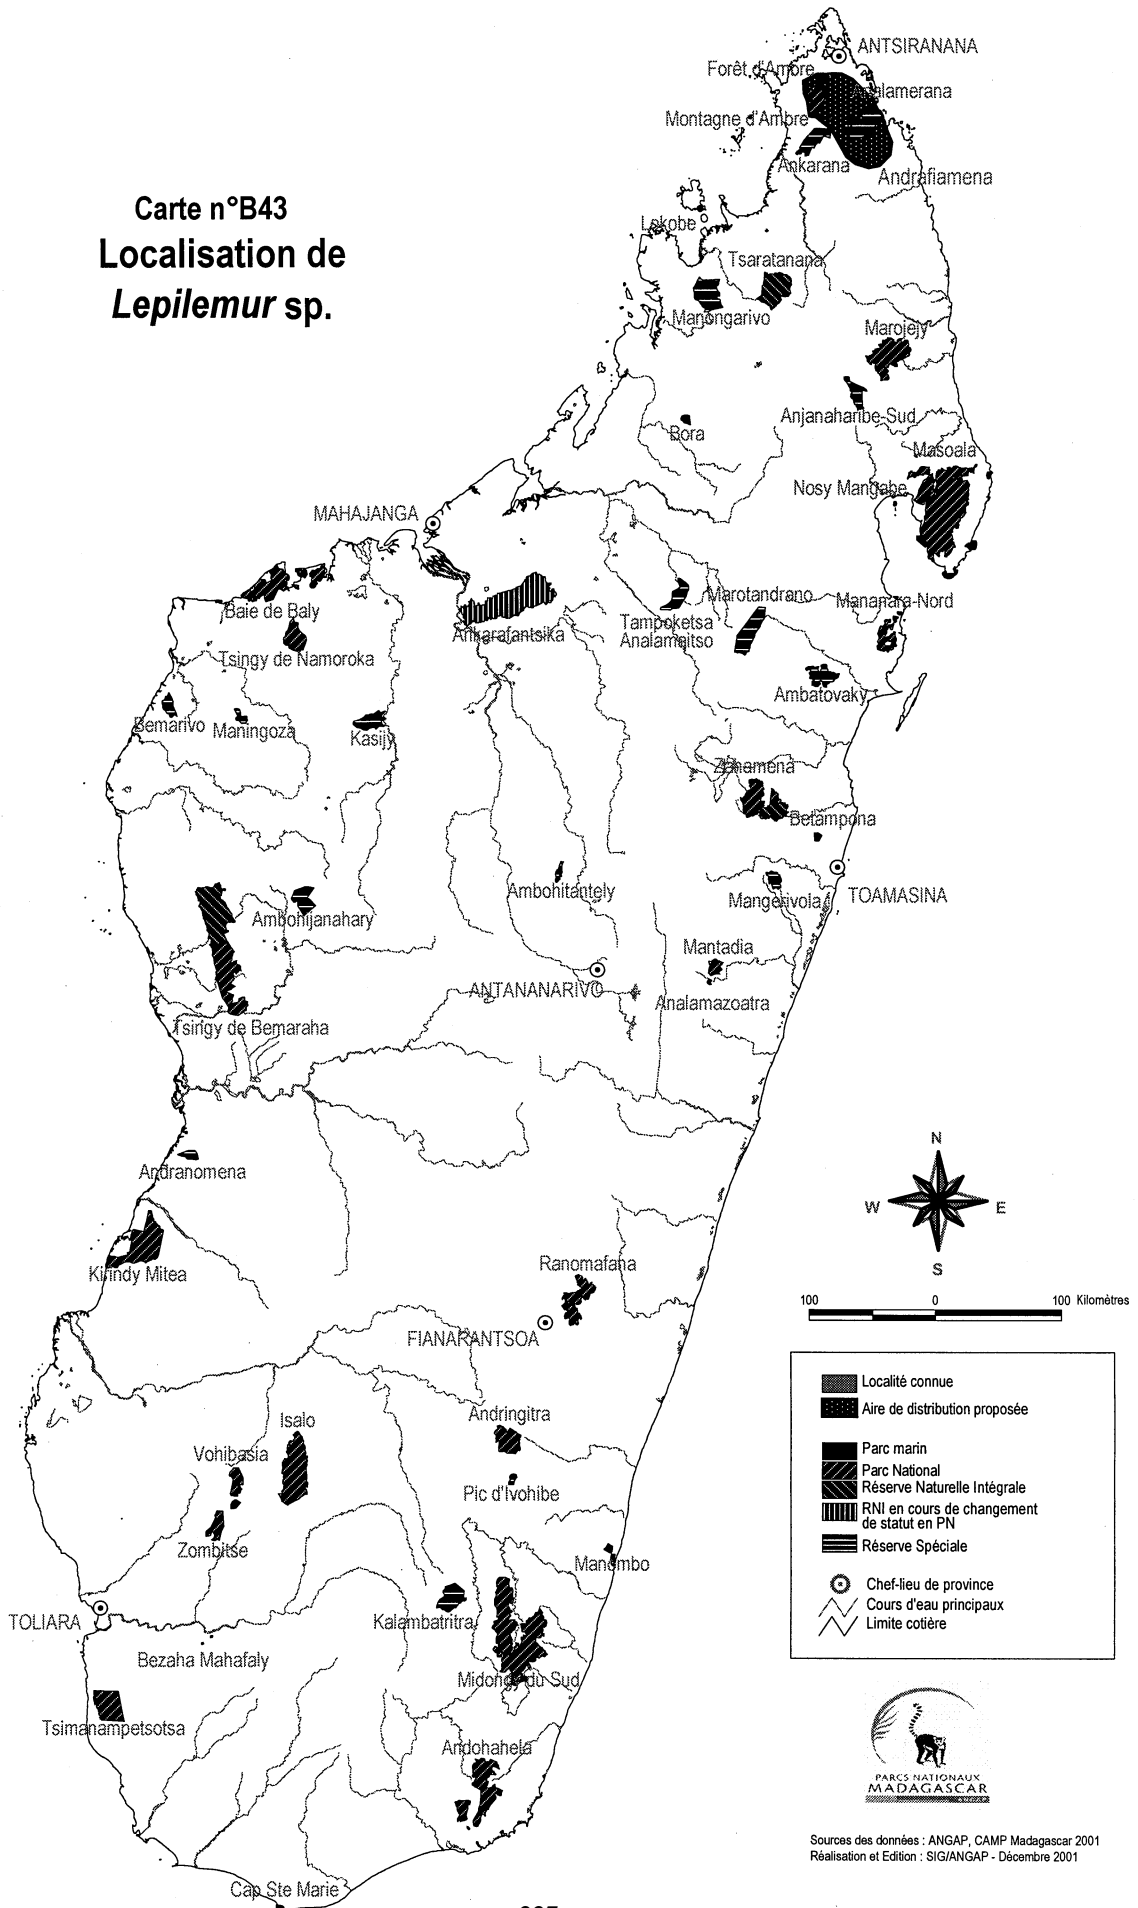 Carte n°B43
Localisation de
Lepilemur sp.
ANTSIRANANA
Forêt d'Ambre
Analamerana
Montagne d'Ambre
Ankarana
Andrafiamena
Lokobe
Tsaratanana
Manongarivo
Marojejy
Anjanaharibe-Sud
Bora
Masoala
Nosy Mangabe
MAHAJANGA
Baie de Baly
Ankarafantsika
Tampoketsa
Analamaitso
Marotandrano
Mananara-Nord
Tsingy de Namoroka
Ambatovaky
Bemarivo
Maningoza
Kasijy
Zahamena
Betampona
Ambohitantely
Mangerivola
TOAMASINA
Ambohijanahary
Mantadia
ANTANANARIVO
Analamazoatra
Tsingy de Bemaraha
Andranomena
Kirindy Mitea
Ranomafana
FIANARANTSOA
Andringitra
Isalo
Vohibasia
Pic d'Ivohibe
Zombitse
Manombo
TOLIARA
Kalambatritra
Bezaha Mahafaly
Midongy du Sud
Tsimanampetsotsa
Andohahela
Cap Ste Marie
N
W
E
S
100 0 100 Kilomètres
Localité connue
Aire de distribution proposée
Parc marin
Parc National
Réserve Naturelle Intégrale
RNI en cours de changement
de statut en PN
Réserve Spéciale
Chef-lieu de province
Cours d'eau principaux
Limite cotière
PARCS NATIONAUX
MADAGASCAR
ANGAP
Sources des données : ANGAP, CAMP Madagascar 2001
Réalisation et Edition : SIG/ANGAP - Décembre 2001